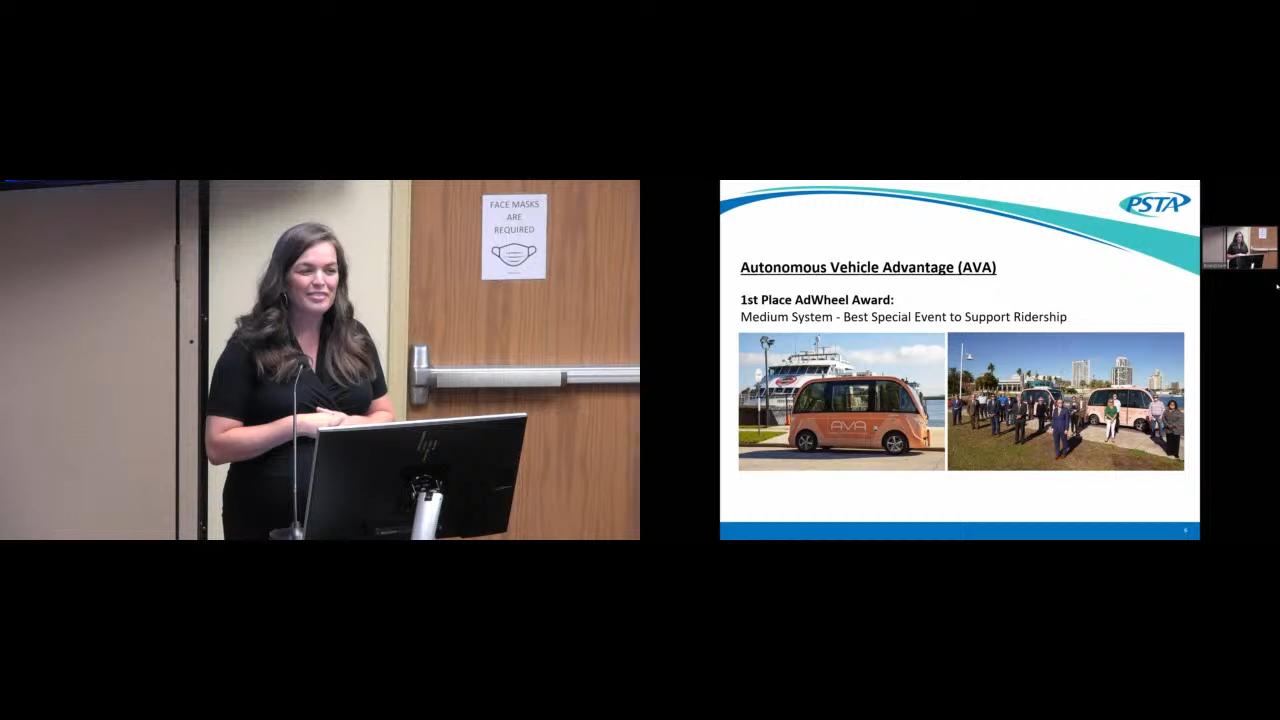 FACE MASKS
ARE
REQUIRED
hp
PSTA
Autonomous Vehicle Advantage (AVA)
1st Place AdWheel Award:
Medium System - Best Special Event to Support Ridership
AVA